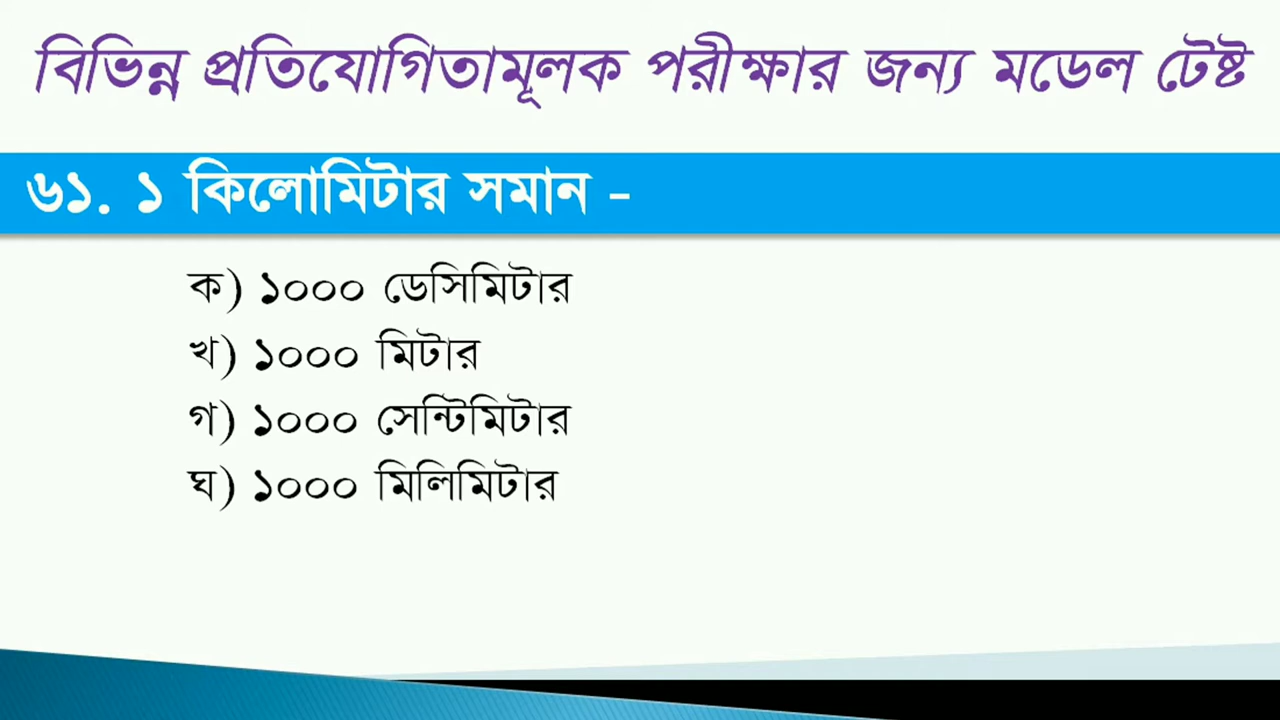 বিভিন্ন প্রতিযোগিতামূলক পরীক্ষার জন্য মডেল টেষ্ট
৬১. ১ কিলোমিটার সমান -
ক) ১০০০ ডেসিমিটার
খ) ১০০০ মিটার
গ) ১০০০ সেন্টিমিটার
ঘ) ১০০০ মিলিমিটার